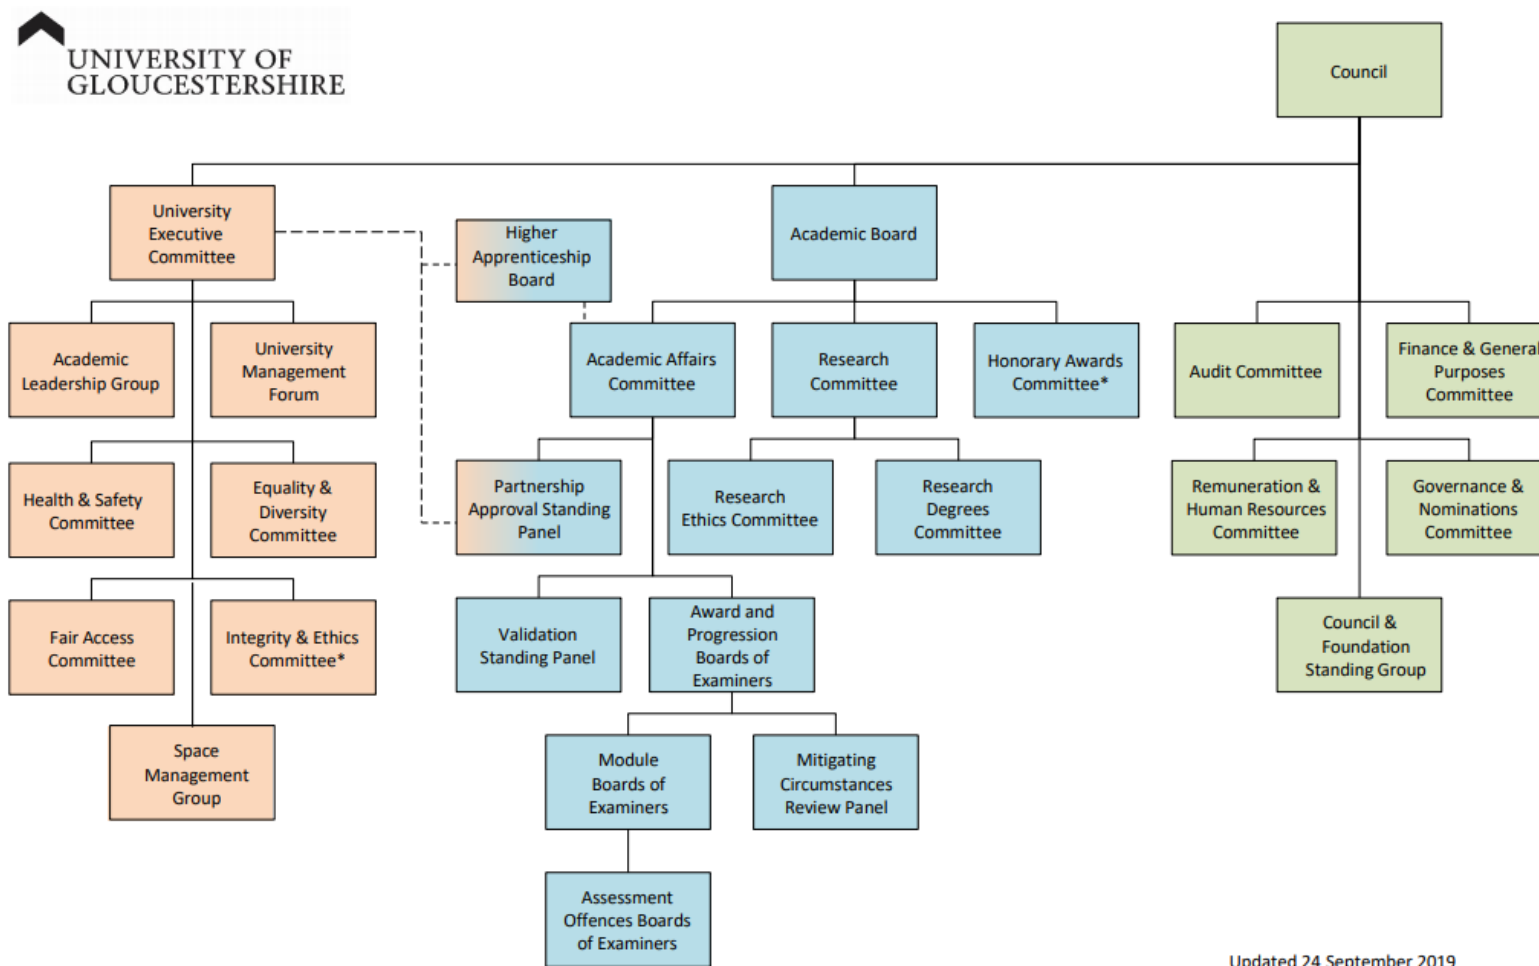 UNIVERSITY OF
GLOUCESTERSHIRE
Council
University
Executive
Committee
Higher
Apprenticeship
Board
Academic Board
Academic
Leadership Group
University
Management
Forum
Academic Affairs
Committee
Research
Committee
Honorary Awards
Committee*
Audit Committee
Finance & General
Purposes
Committee
Health & Safety
Committee
Equality &
Diversity
Committee
Partnership
Approval Standing
Panel
Research
Ethics Committee
Research
Degrees
Committee
Remuneration &
Human Resources
Committee
Governance &
Nominations
Committee
Fair Access
Committee
Integrity & Ethics
Committee*
Validation
Standing Panel
Award and
Progression
Boards of
Examiners
Council &
Foundation
Standing Group
Space
Management
Group
Module
Boards of
Examiners
Mitigating
Circumstances
Review Panel
Assessment
Offences Boards
of Examiners
Updated 24 September 2019